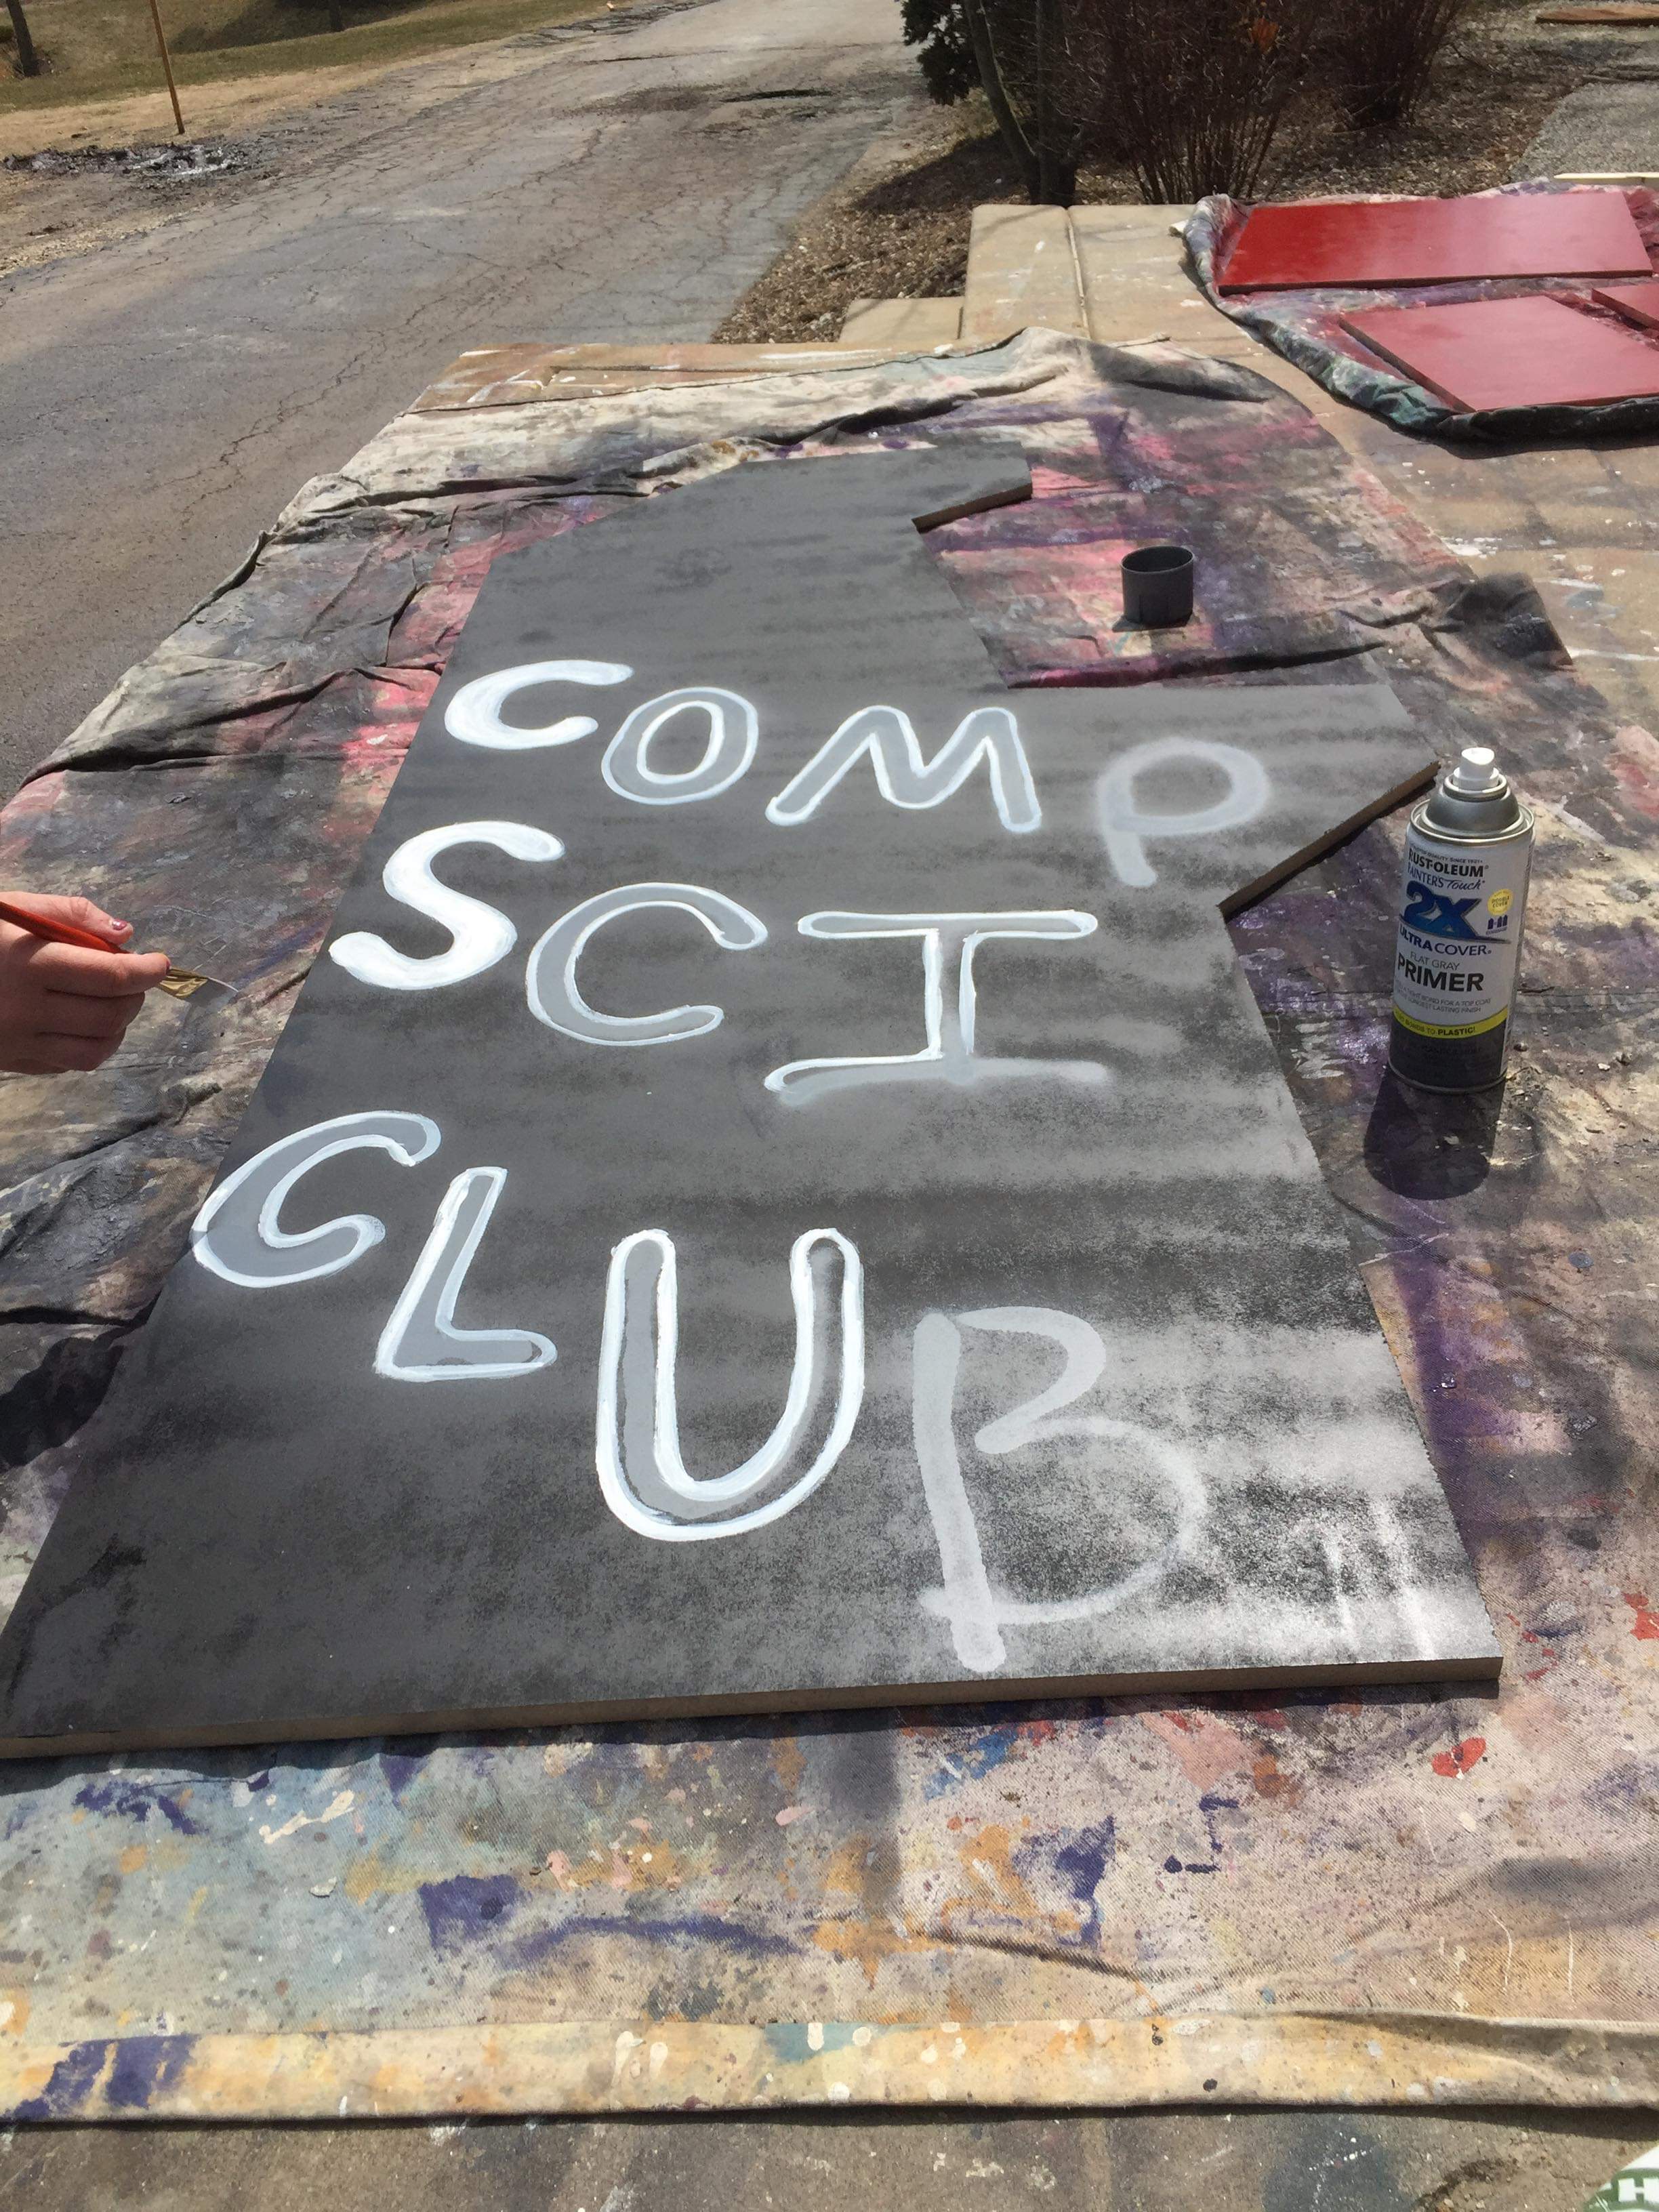 COMP
SCI
CLUB
RUST-OLEUM
PAINTER'S Touch
2X
ULTRA COVER
FLAT GRAY
PRIMER